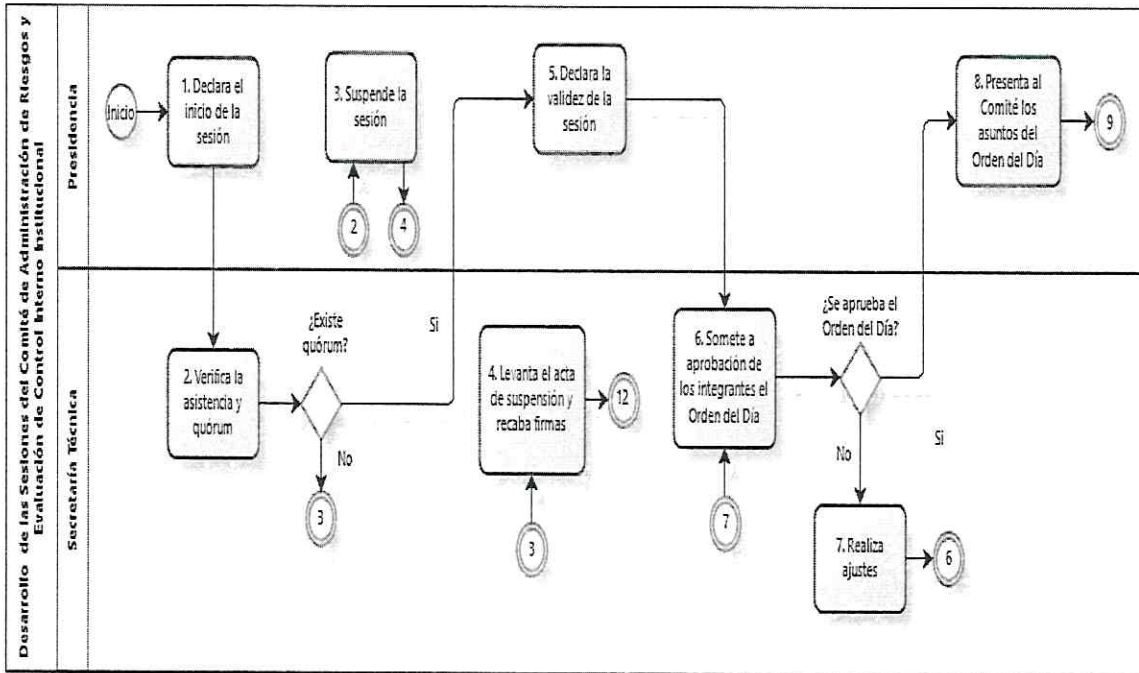 Desarrollo de las Sesiones del Comité de Administración de Riesgos y
Evaluación de Control Interno Institucional
Presidencia
Inicio
1. Declara el
inicio de la
sesión
3. Suspende la
sesión
2
4
5. Declara la
validez de la
sesión
8. Presenta al
Comité los
asuntos del
Orden del Día
9
Secretaría Técnica
2. Verifica la
asistencia y
quórum
¿Existe
quórum?
Si
No
3
4. Levanta el acta
de suspensión y
recaba firmas
12
3
6. Somete a
aprobación de
los integrantes el
Orden del Día
7
¿Se aprueba el
Orden del Día?
Si
No
7. Realiza
ajustes
6